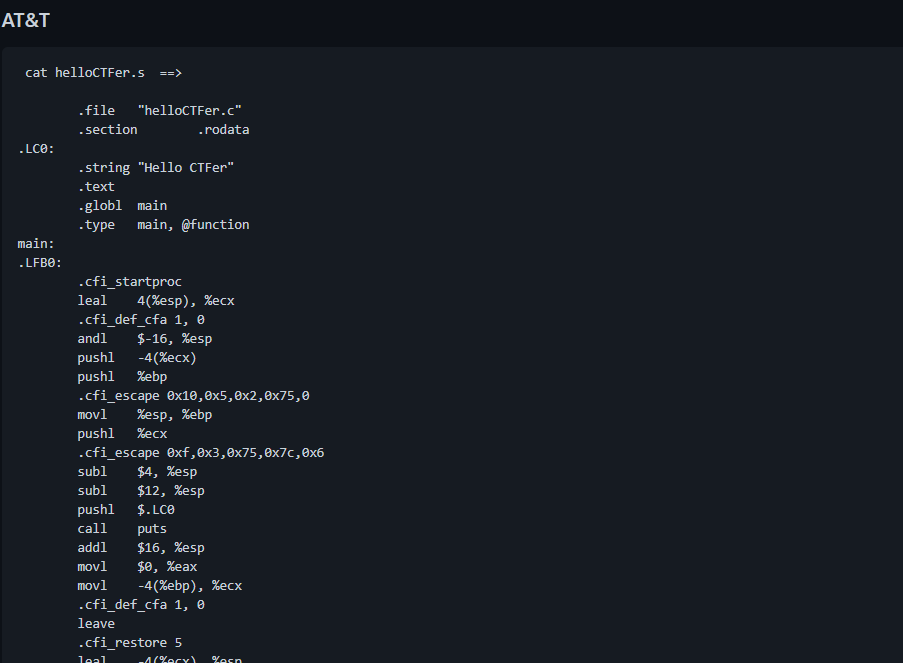 AT&T
cat helloCTFer.s  ==>
.file   "helloCTFer.c"
.section        .rodata
.LC0:
.string "Hello CTFer"
.text
.globl  main
.type   main, @function
main:
.LFB0:
.cfi_startproc
leal    4(%esp), %ecx
.cfi_def_cfa 1, 0
andl    $-16, %esp
pushl   -4(%ecx)
pushl   %ebp
.cfi_escape 0x10,0x5,0x2,0x75,0
movl    %esp, %ebp
pushl   %ecx
.cfi_escape 0xf,0x3,0x75,0x7c,0x6
subl    $4, %esp
subl    $12, %esp
pushl   $.LC0
call    puts
addl    $16, %esp
movl    $0, %eax
movl    -4(%ebp), %ecx
.cfi_def_cfa 1, 0
leave
.cfi_restore 5
leal    -4(%ecx), %esp